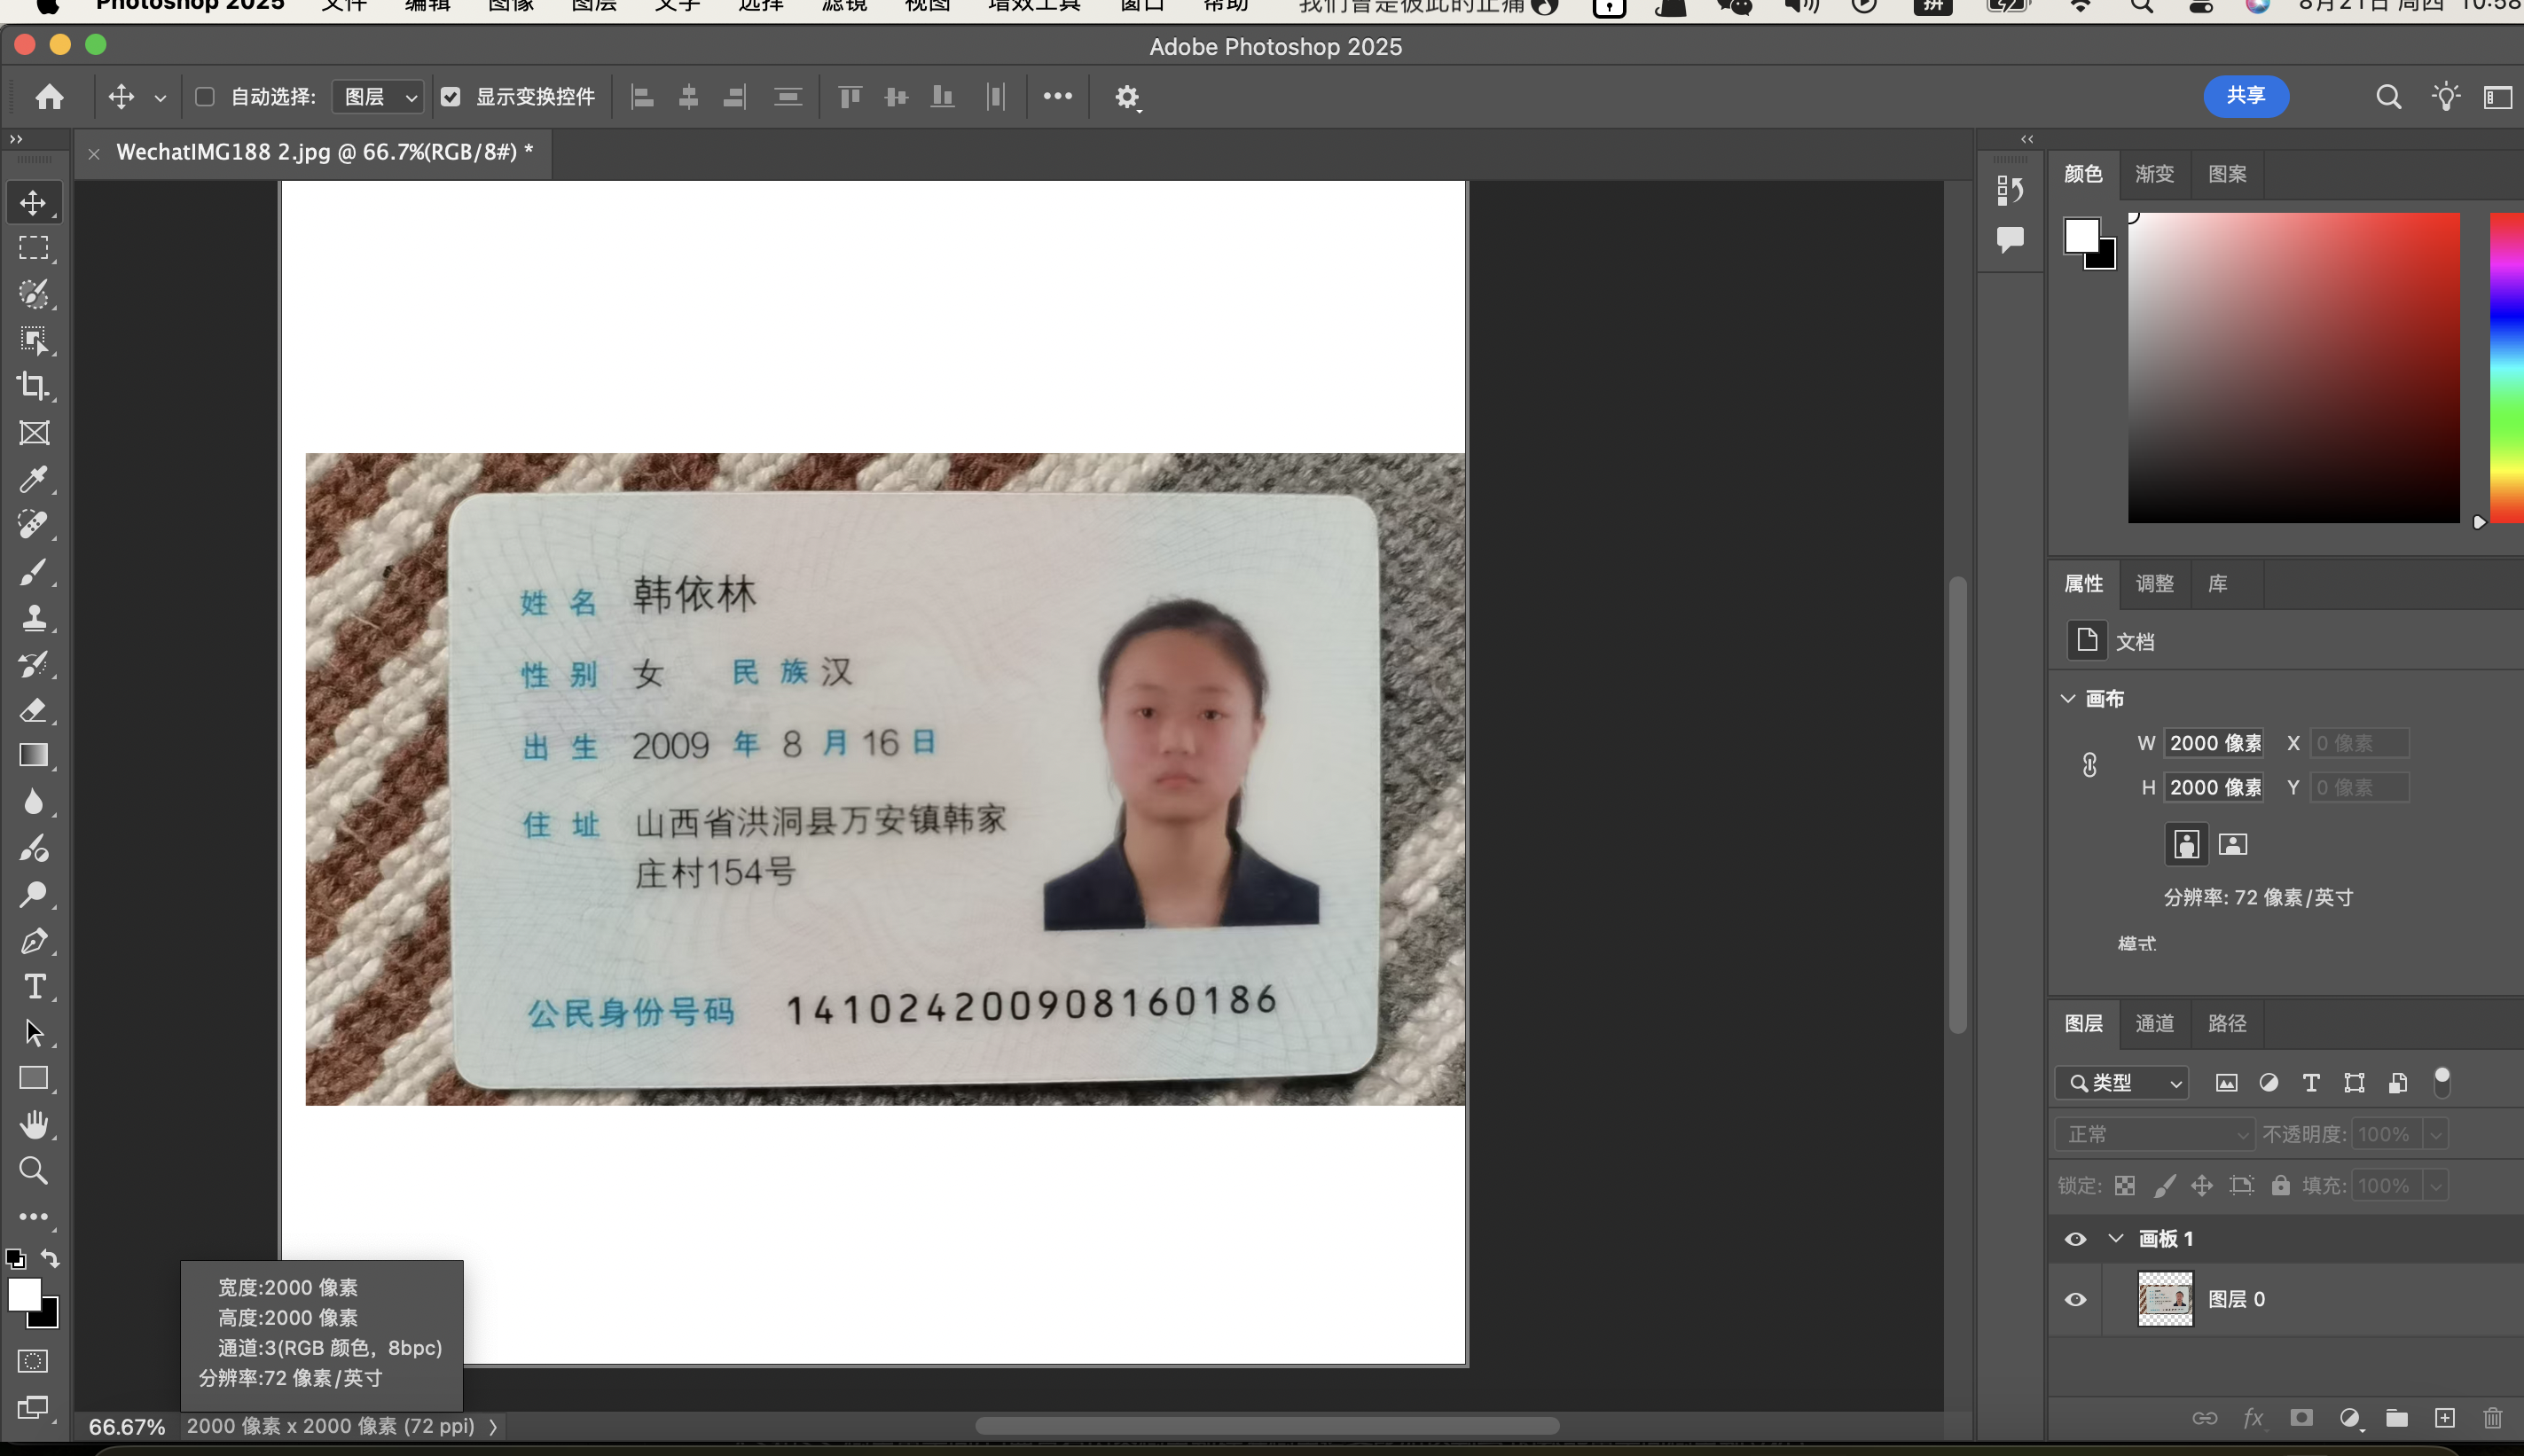 Photoshop 2025 文件 编辑 图像 图层 文字 选择 滤镜 视图 增效工具 窗口 帮助 我们曾是彼此的止痛 拼 8月21日 周四 10:58
Adobe Photoshop 2025
自动选择: 图层 显示变换控件 共享
WechatIMG188 2.jpg @ 66.7%(RGB/8#) *
姓名 韩依林
性别 女 民族 汉
出生 2009 年 8 月 16 日
住址 山西省洪洞县万安镇韩家
庄村154号
公民身份号码 141024200908160186
宽度:2000 像素
高度:2000 像素
通道:3(RGB 颜色, 8bpc)
分辨率:72 像素/英寸
66.67% 2000 像素 x 2000 像素 (72 ppi)
颜色 渐变 图案
属性 调整 库
文档
画布
W 2000 像素 X 0 像素
H 2000 像素 Y 0 像素
分辨率: 72 像素/英寸
模式
图层 通道 路径
类型
正常 不透明度: 100%
锁定: 填充: 100%
画板 1
图层 0